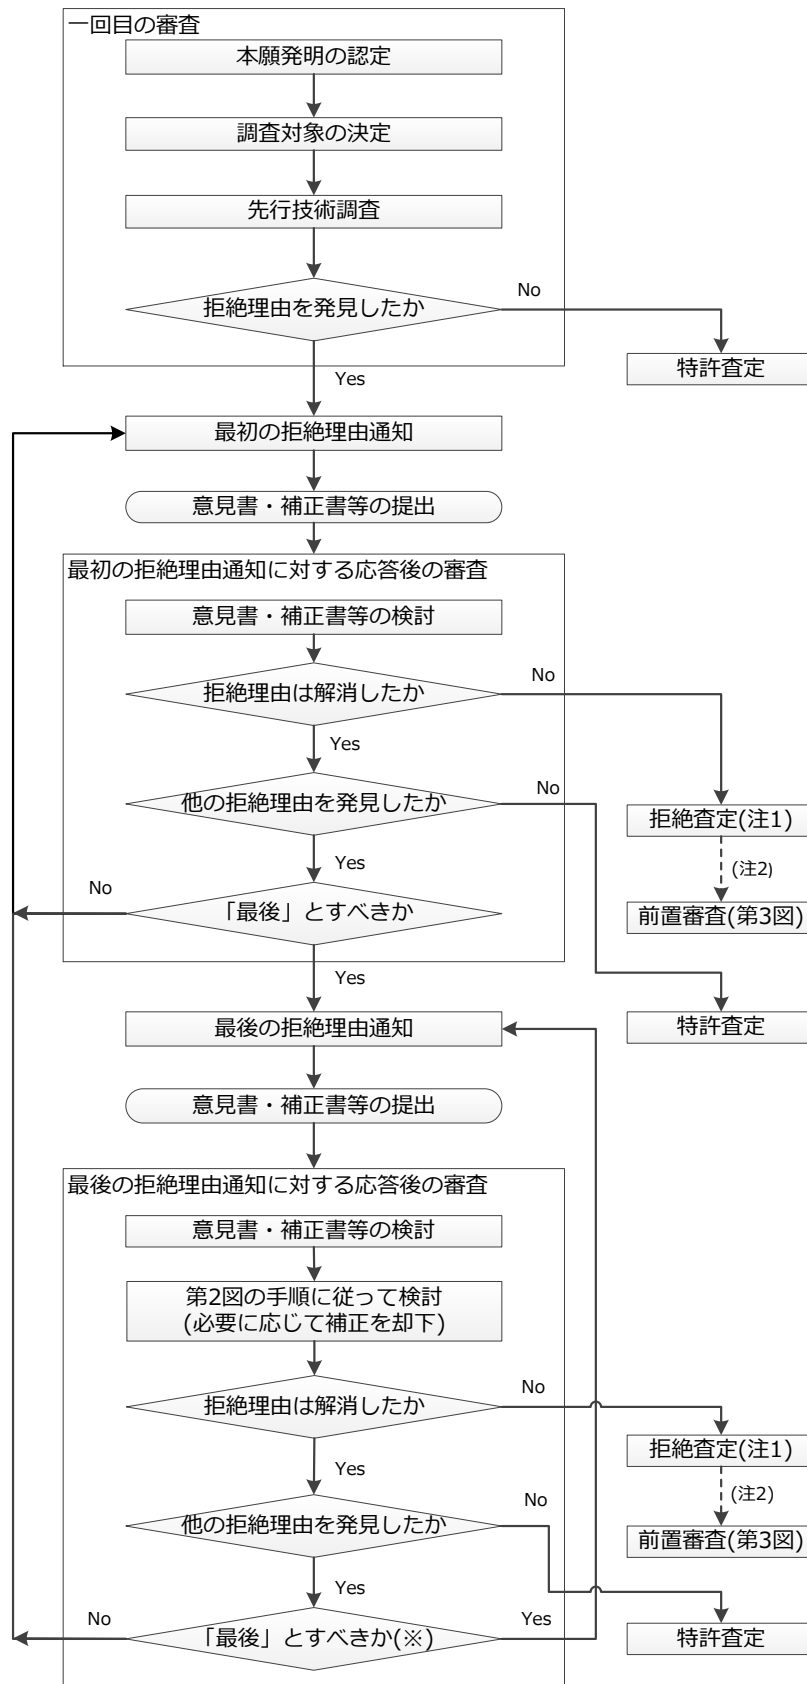 一回目の審査
本願発明の認定
調査対象の決定
先行技術調査
拒絶理由を発見したか
No
特許査定
Yes
最初の拒絶理由通知
意見書・補正書等の提出
最初の拒絶理由通知に対する応答後の審査
意見書・補正書等の検討
拒絶理由は解消したか
No
Yes
他の拒絶理由を発見したか
No
拒絶査定(注1)
Yes
(注2)
No
「最後」とすべきか
前置審査(第3図)
Yes
最後の拒絶理由通知
特許査定
意見書・補正書等の提出
最後の拒絶理由通知に対する応答後の審査
意見書・補正書等の検討
第2図の手順に従って検討
(必要に応じて補正を却下)
拒絶理由は解消したか
No
拒絶査定(注1)
Yes
(注2)
No
他の拒絶理由を発見したか
前置審査(第3図)
Yes
No
「最後」とすべきか(※)
Yes
特許査定